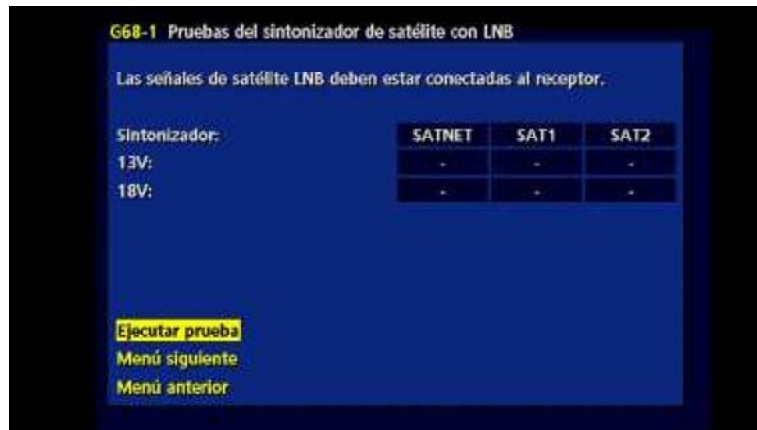 G68-1 Pruebas del sintonizador de satélite con LNB
Las señales de satélite LNB deben estar conectadas al receptor.
Sintonizador: SATNET SAT1 SAT2
13V: - - -
18V: - - -
Ejecutar prueba
Menú siguiente
Menú anterior